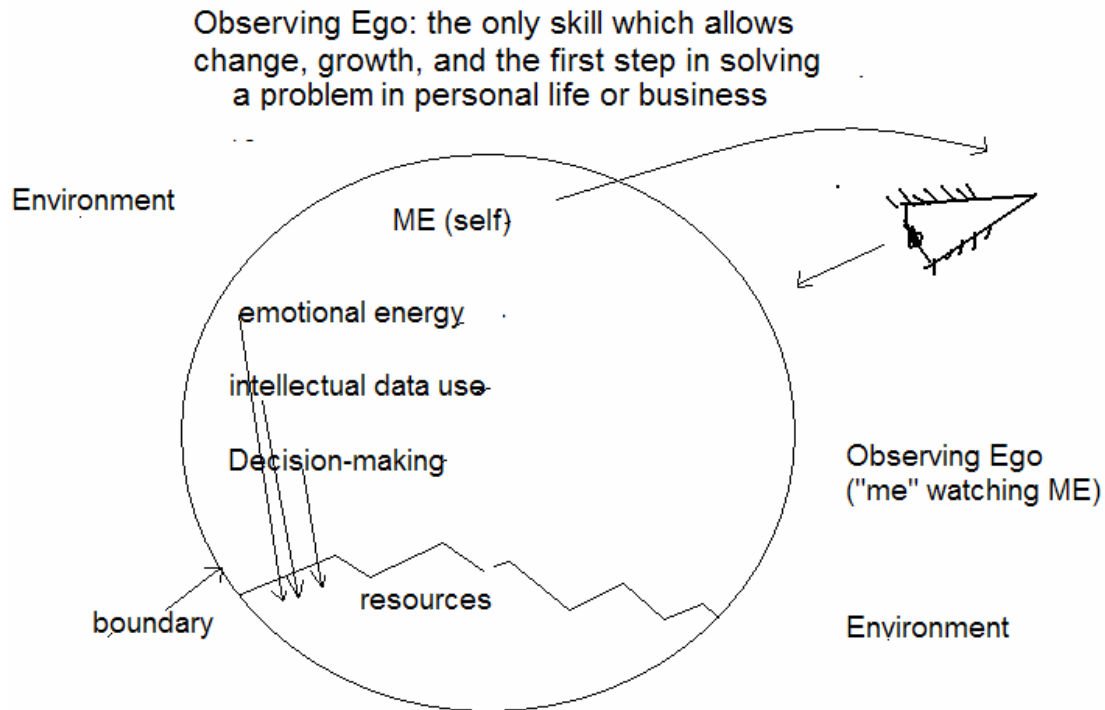 Observing Ego: the only skill which allows
change, growth, and the first step in solving
a problem in personal life or business
Environment
ME (self)
emotional energy
intellectual data use
Decision-making
Observing Ego
("me" watching ME)
resources
boundary
Environment